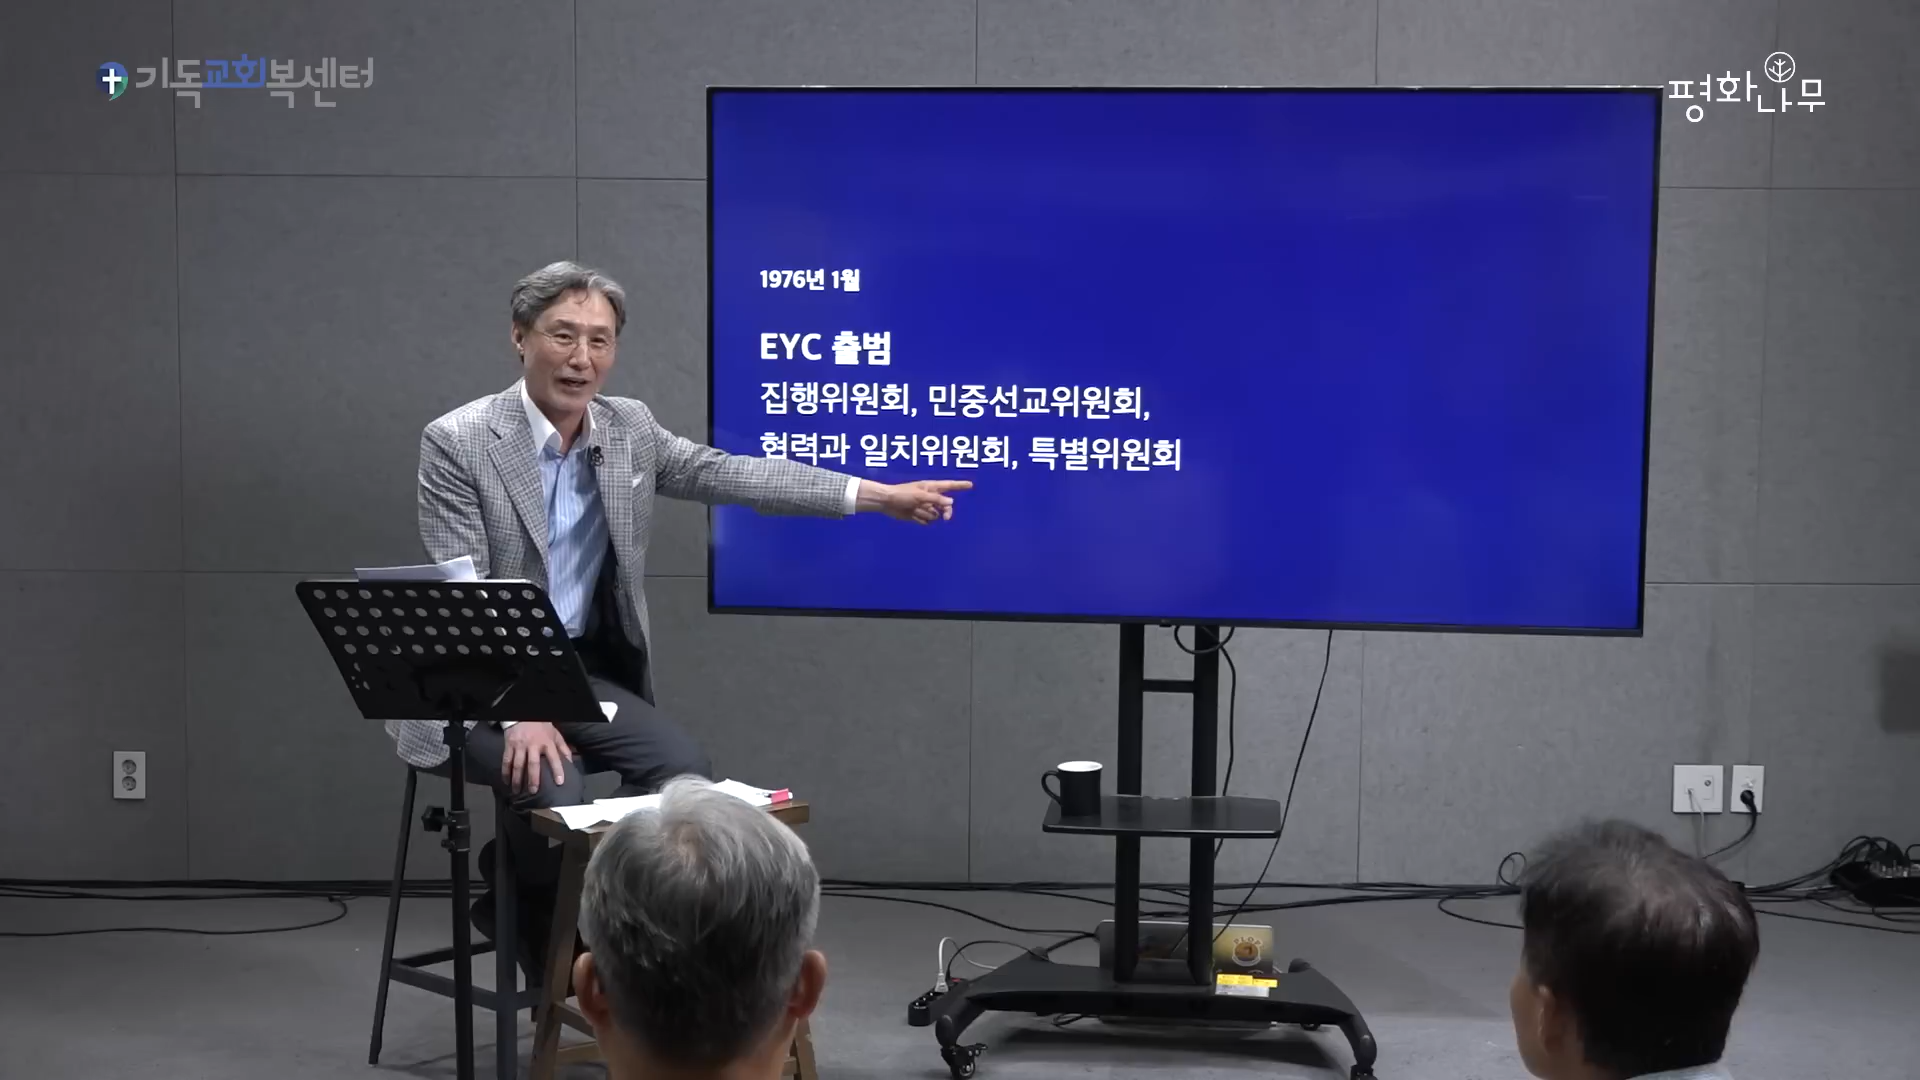 기독교회복센터
평화나무
1976년 1월
EYC 출범
집행위원회, 민중선교위원회,
협력과 일치위원회, 특별위원회